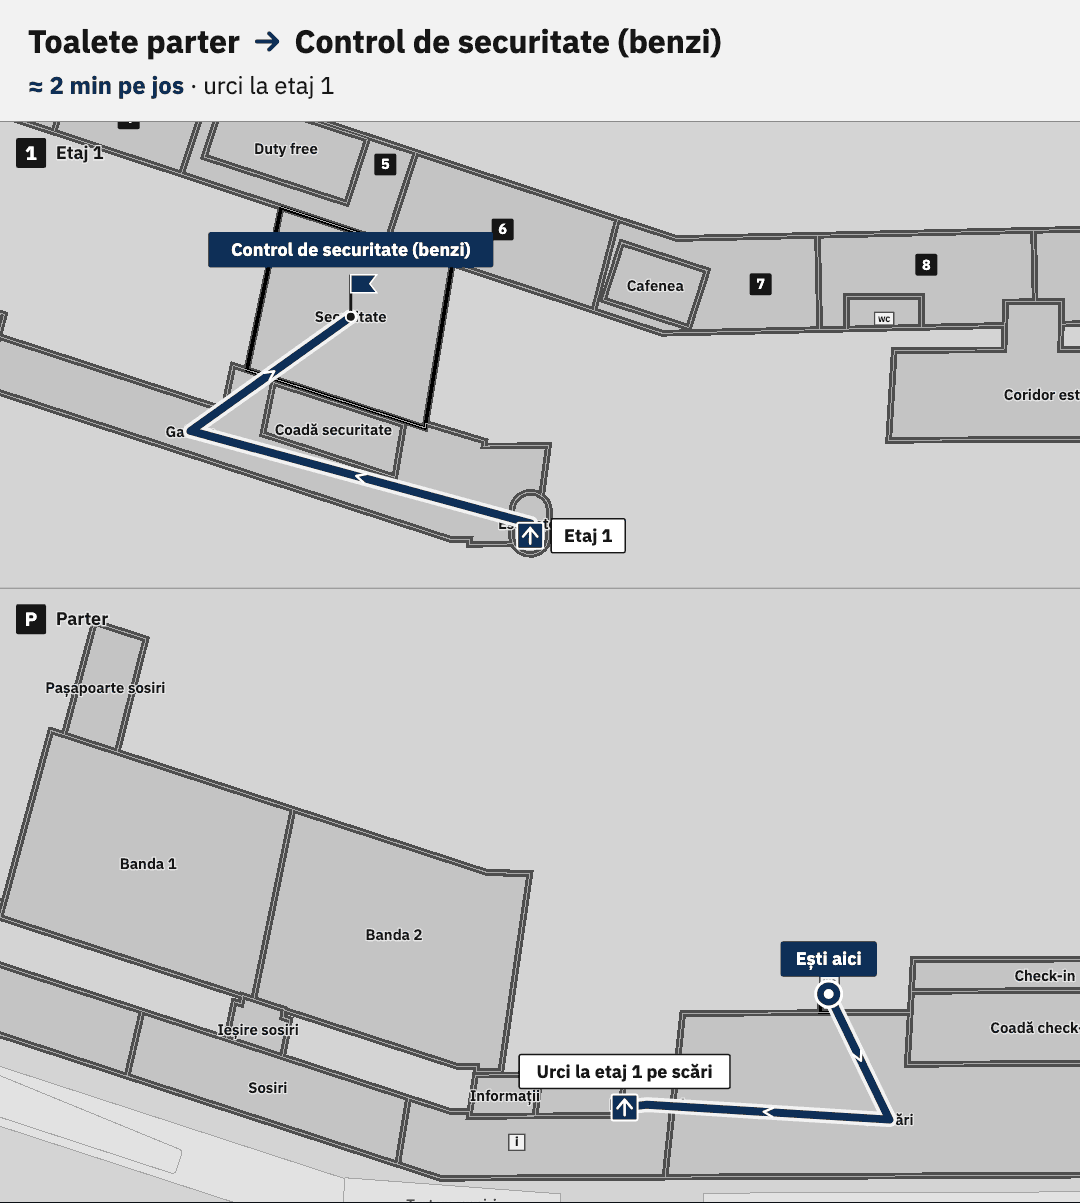 Toalete parter → Control de securitate (benzi)
≈ 2 min pe jos · urci la etaj 1
1 Etaj 1
Duty free
5
6
Control de securitate (benzi)
Cafenea
7
8
wc
Coridor est
Coadă securitate
Etaj 1
P Parter
Pașapoarte sosiri
Banda 1
Banda 2
Ești aici
Check-in
Coadă check-
Ieșire sosiri
Urci la etaj 1 pe scări
Sosiri
Informații
i